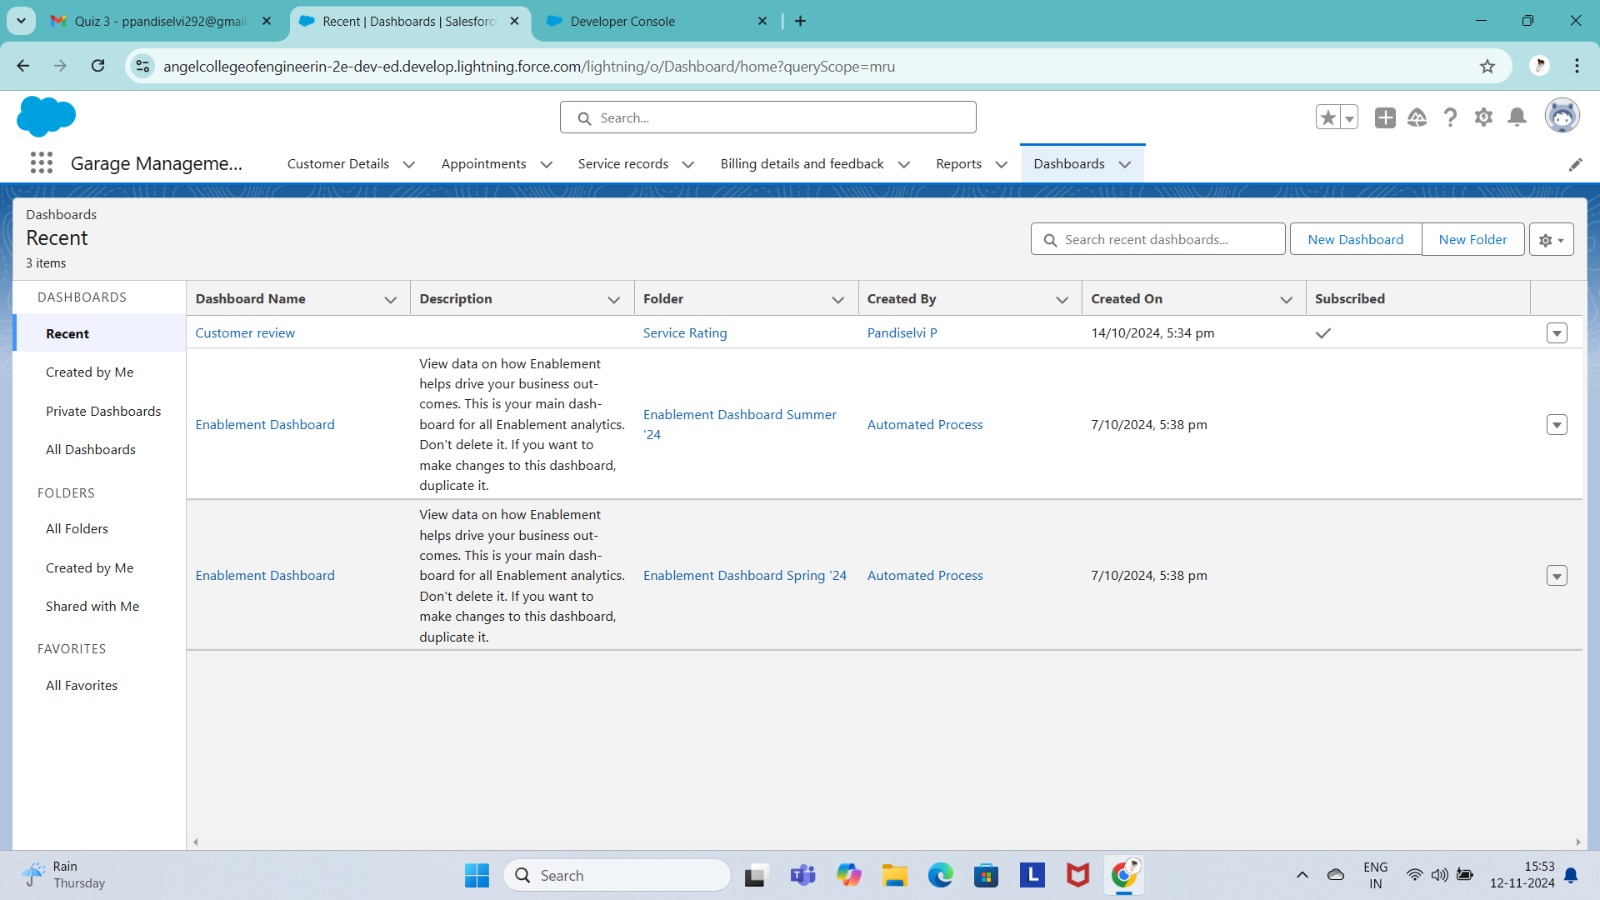 Quiz 3 - ppandiselvi292@gmail
Recent | Dashboards | Salesforc
Developer Console
angelcollegeofengineerin-2e-dev-ed.develop.lightning.force.com/lightning/o/Dashboard/home?queryScope=mru
Search...
Garage Manageme...
Customer Details
Appointments
Service records
Billing details and feedback
Reports
Dashboards
Dashboards
Recent
3 items
Search recent dashboards...
New Dashboard
New Folder
DASHBOARDS
Recent
Created by Me
Private Dashboards
All Dashboards
FOLDERS
All Folders
Created by Me
Shared with Me
FAVORITES
All Favorites
Dashboard Name
Description
Folder
Created By
Created On
Subscribed
Customer review
Service Rating
Pandiselvi P
14/10/2024, 5:34 pm
Enablement Dashboard
View data on how Enablement
helps drive your business out-
comes. This is your main dash-
board for all Enablement analytics.
Don't delete it. If you want to
make changes to this dashboard,
duplicate it.
Enablement Dashboard Summer
'24
Automated Process
7/10/2024, 5:38 pm
Enablement Dashboard
View data on how Enablement
helps drive your business out-
comes. This is your main dash-
board for all Enablement analytics.
Don't delete it. If you want to
make changes to this dashboard,
duplicate it.
Enablement Dashboard Spring '24
Automated Process
7/10/2024, 5:38 pm
Rain
Thursday
Search
L
ENG
IN
15:53
12-11-2024